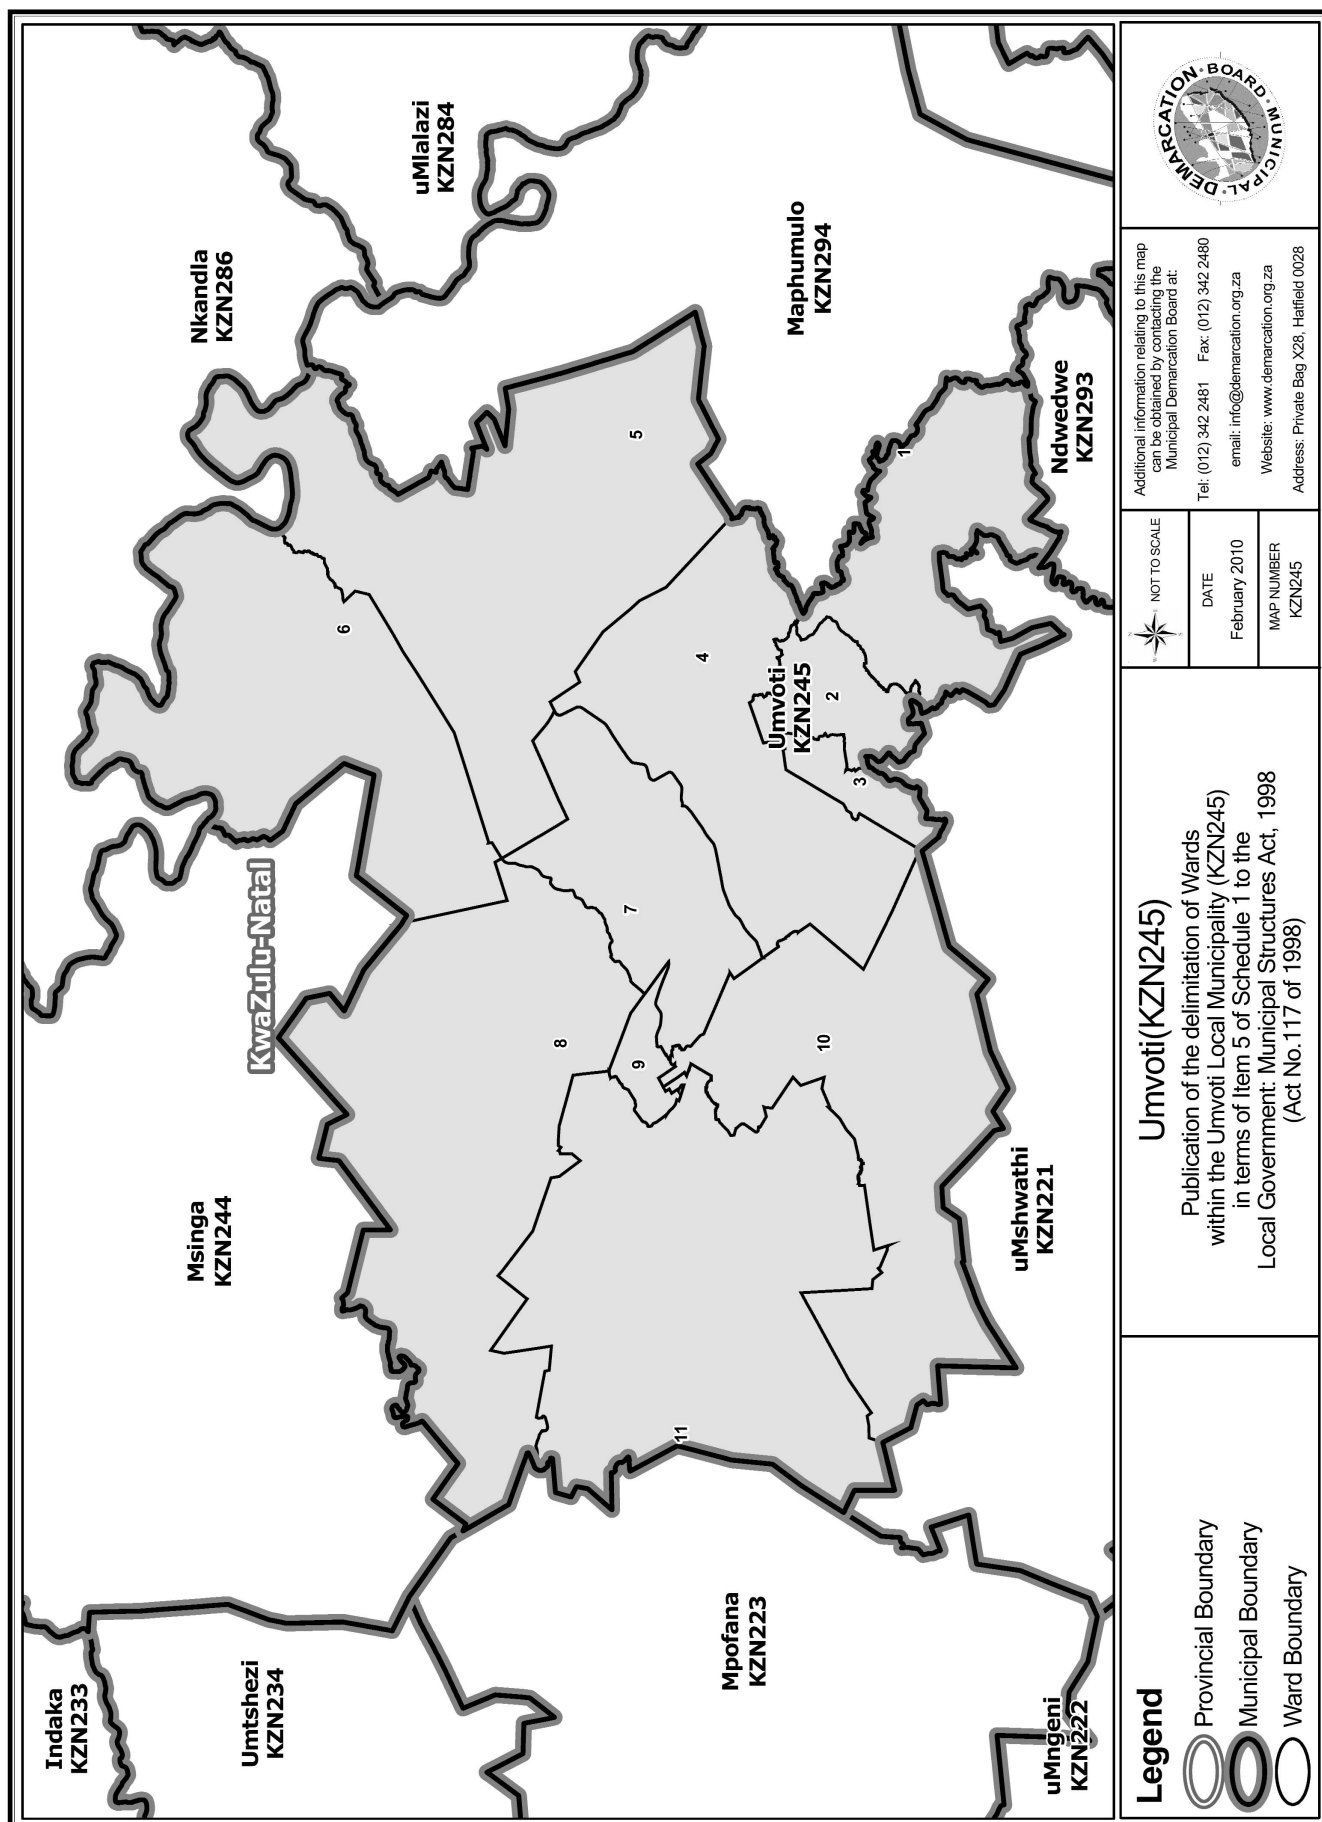 Indaka
KZN233
Umtshezi
KZN234
Msinga
KZN244
KwaZulu-Natal
Nkandla
KZN286
uMlalazi
KZN284
Maphumulo
KZN294
Ndwedwe
KZN293
Umvoti
KZN245
uMshwathi
KZN221
Mpofana
KZN223
uMngeni
KZN222
6
5
4
1
2
3
7
8
9
10
11
Legend
Provincial Boundary
Municipal Boundary
Ward Boundary
Umvoti(KZN245)
Publication of the delimitation of Wards
within the Umvoti Local Municipality (KZN245)
in terms of Item 5 of Schedule 1 to the
Local Government: Municipal Structures Act, 1998
(Act No.117 of 1998)
N
W
E
S
NOT TO SCALE
DATE
February 2010
MAP NUMBER
KZN245
Additional information relating to this map
can be obtained by contacting the
Municipal Demarcation Board at:
Tel: (012) 342 2481 Fax: (012) 342 2480
email: info@demarcation.org.za
Website: www.demarcation.org.za
Address: Private Bag X28, Hatfield 0028
MUNICIPAL · DEMARCATION · BOARD ·